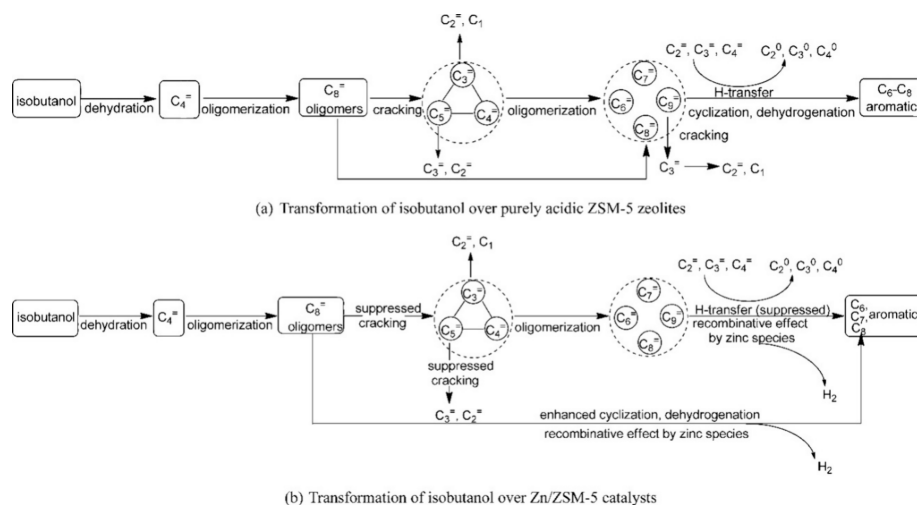 C₂⁼, C₁
C₂⁼, C₃⁼, C₄⁼ C₂⁰, C₃⁰, C₄⁰
isobutanol
dehydration
C₄⁼
oligomerization
C₈⁼
oligomers
cracking
C₃⁼
C₅⁼
C₄⁼
oligomerization
C₇⁼
C₆⁼
C₉⁼
C₈⁼
H-transfer
cyclization, dehydrogenation
cracking
C₆-C₈
aromatic
C₃⁼, C₂⁼
C₃⁼
C₂⁼, C₁
(a) Transformation of isobutanol over purely acidic ZSM-5 zeolites
C₂⁼, C₁
C₂⁼, C₃⁼, C₄⁼ C₂⁰, C₃⁰, C₄⁰
isobutanol
dehydration
C₄⁼
oligomerization
C₈⁼
oligomers
suppressed
cracking
C₃⁼
C₅⁼
C₄⁼
suppressed
cracking
oligomerization
C₇⁼
C₆⁼
C₉⁼
C₈⁼
H-transfer (suppressed)
recombinative effect
by zinc species
C₆,
C₇, aromatic
C₈
H₂
C₃⁼, C₂⁼
enhanced cyclization, dehydrogenation
recombinative effect by zinc species
H₂
(b) Transformation of isobutanol over Zn/ZSM-5 catalysts